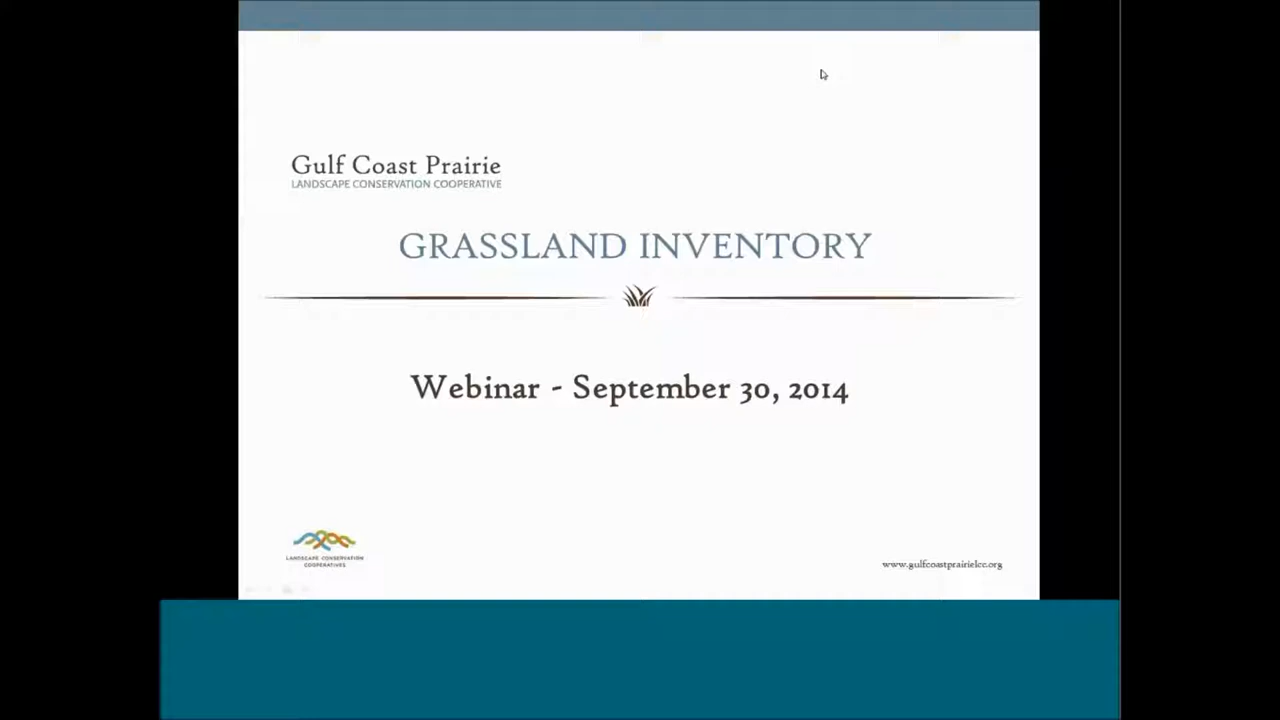 Gulf Coast Prairie
LANDSCAPE CONSERVATION COOPERATIVE
GRASSLAND INVENTORY
Webinar - September 30, 2014
LANDSCAPE CONSERVATION
COOPERATIVES
www.gulfcoastprairielcc.org